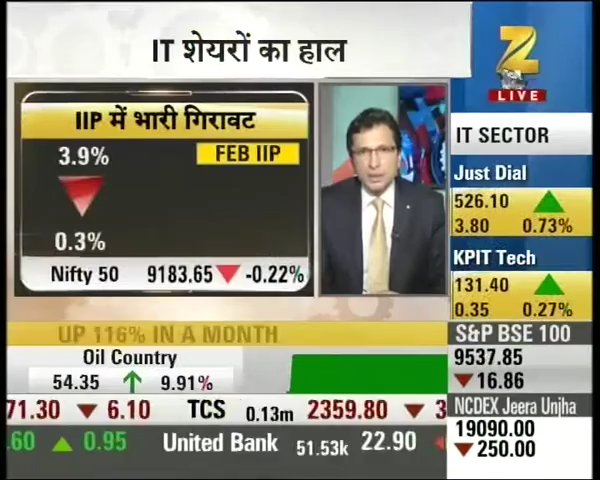 IT शेयरों का हाल
LIVE
IIP में भारी गिरावट
3.9%
FEB IIP
0.3%
Nifty 50 9183.65 -0.22%
IT SECTOR
Just Dial
526.10
3.80 0.73%
KPIT Tech
131.40
0.35 0.27%
UP 116% IN A MONTH
Oil Country
54.35 9.91%
S&P BSE 100
9537.85
16.86
NCDEX Jeera Unjha
19090.00
250.00
71.30 6.10 TCS 0.13m 2359.80 3
.60 0.95 United Bank 51.53k 22.90